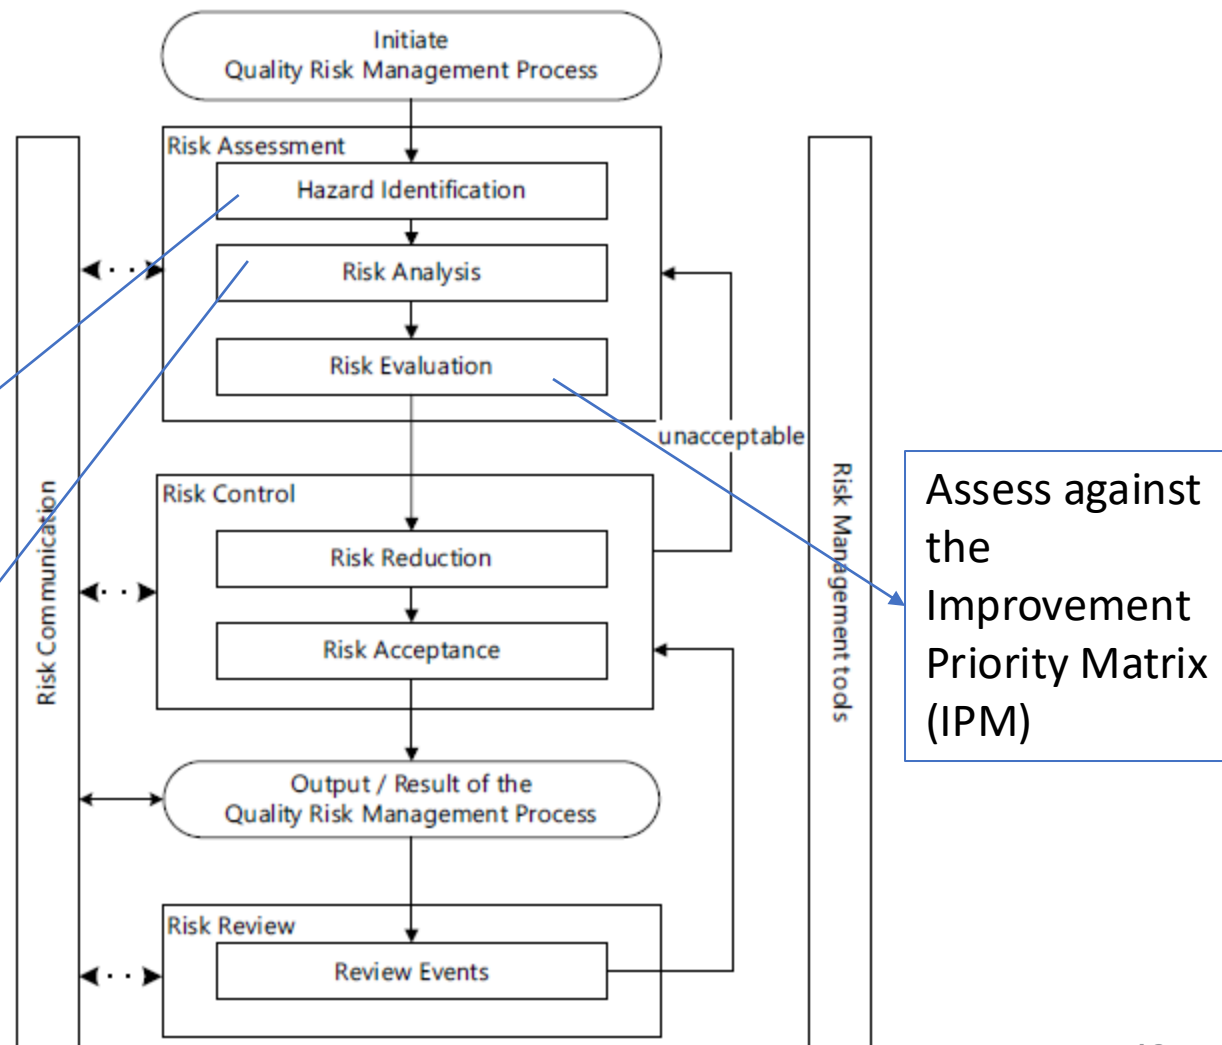 Initiate
Quality Risk Management Process
Risk Assessment
Hazard Identification
Risk Analysis
Risk Evaluation
unacceptable
Risk Control
Risk Reduction
Risk Acceptance
Output / Result of the
Quality Risk Management Process
Risk Review
Review Events
Risk Communication
Risk Management tools
Assess against
the
Improvement
Priority Matrix
(IPM)